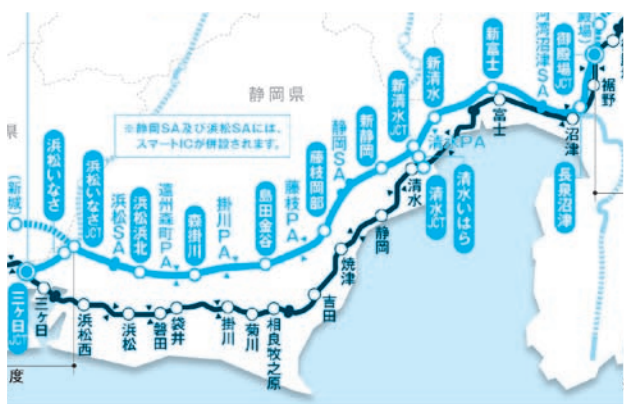 静岡県
※静岡SA及び浜松SAには、
スマートICが併設されます。
県
(新城)
浜松いなさ
浜松いなさJCT
浜松SA
浜松浜北
遠州森町PA
森掛川
掛川PA
島田金谷
藤枝PA
藤枝岡部
静岡SA
新静岡
新清水JCT
新清水
清水PA
新富士
河湾沼津SA
御殿場JCT
殿場)
裾野
長泉沼津
沼津
富士
清水いはら
清水JCT
清水
静岡
焼津
吉田
相良牧之原
菊川
掛川
袋井
磐田
浜松
浜松西
三ヶ日
三ヶ日JCT
度